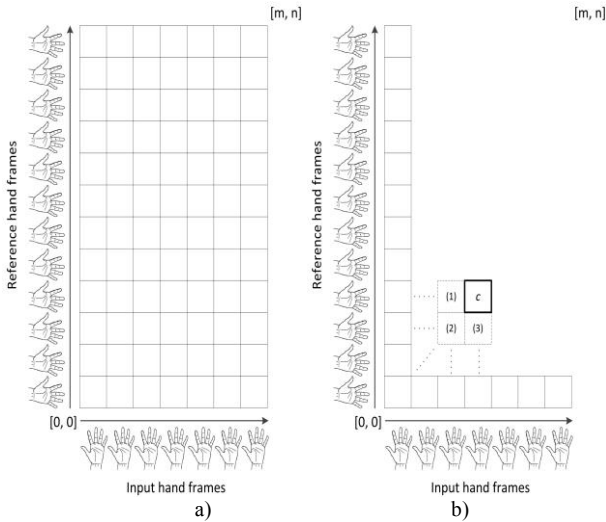 [m, n]
Reference hand frames
[0, 0]
Input hand frames
a)
[m, n]
Reference hand frames
(1) c
(2) (3)
[0, 0]
Input hand frames
b)